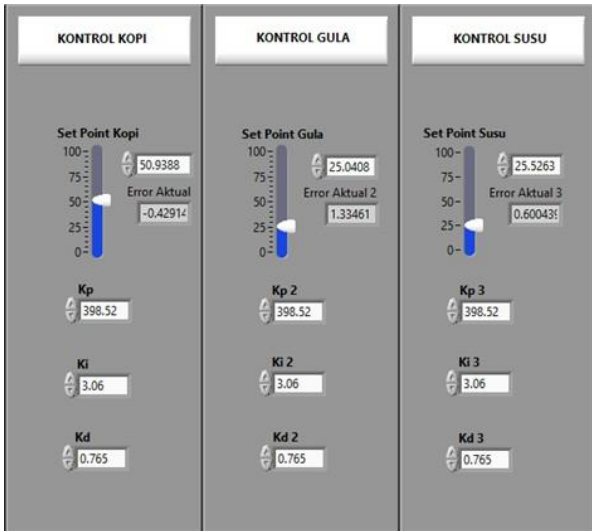 KONTROL KOPI
Set Point Kopi
100
75
50
25
0
50.9388
Error Aktual
-0.42914
Kp
398.52
Ki
3.06
Kd
0.765
KONTROL GULA
Set Point Gula
100
75
50
25
0
25.0408
Error Aktual 2
1.33461
Kp 2
398.52
Ki 2
3.06
Kd 2
0.765
KONTROL SUSU
Set Point Susu
100
75
50
25
0
25.5263
Error Aktual 3
0.600439
Kp 3
398.52
Ki 3
3.06
Kd 3
0.765